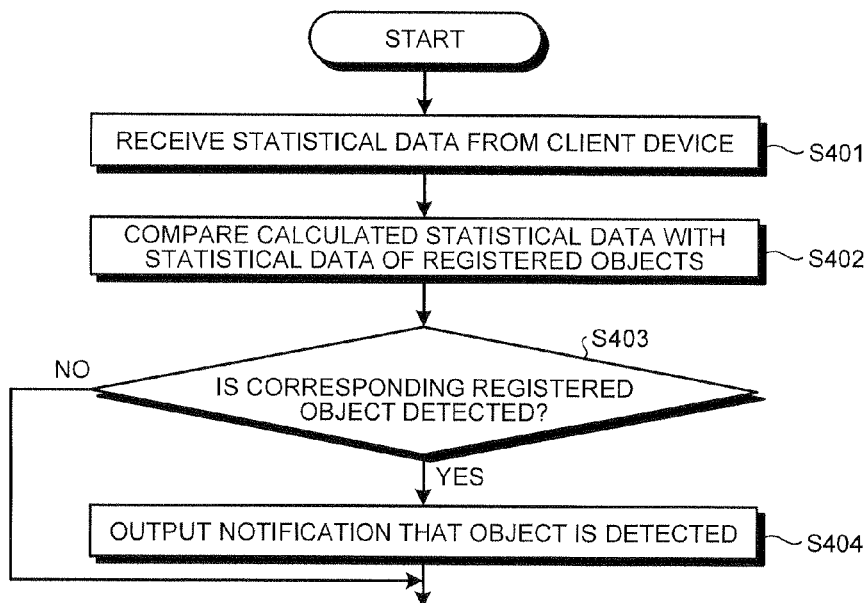 START
RECEIVE STATISTICAL DATA FROM CLIENT DEVICE
S401
COMPARE CALCULATED STATISTICAL DATA WITH
STATISTICAL DATA OF REGISTERED OBJECTS
S402
S403
NO
IS CORRESPONDING REGISTERED
OBJECT DETECTED?
YES
OUTPUT NOTIFICATION THAT OBJECT IS DETECTED
S404